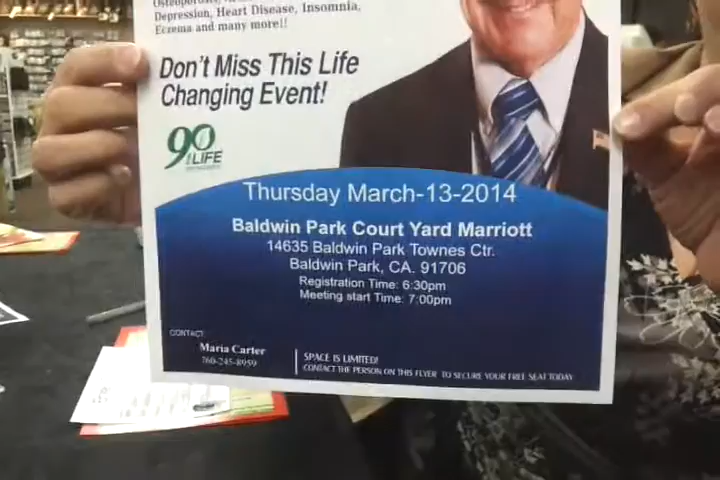 Depression, Heart Disease, Insomnia,
Eczema and many more!!
Don't Miss This Life
Changing Event!
90
LIFE
Thursday March-13-2014
Baldwin Park Court Yard Marriott
14635 Baldwin Park Townes Ctr.
Baldwin Park, CA. 91706
Registration Time: 6:30pm
Meeting start Time: 7:00pm
CONTACT:
Maria Carter
760-245-8959
SPACE IS LIMITED!
CONTACT THE PERSON ON THIS FLYER TO SECURE YOUR FREE SEAT TODAY